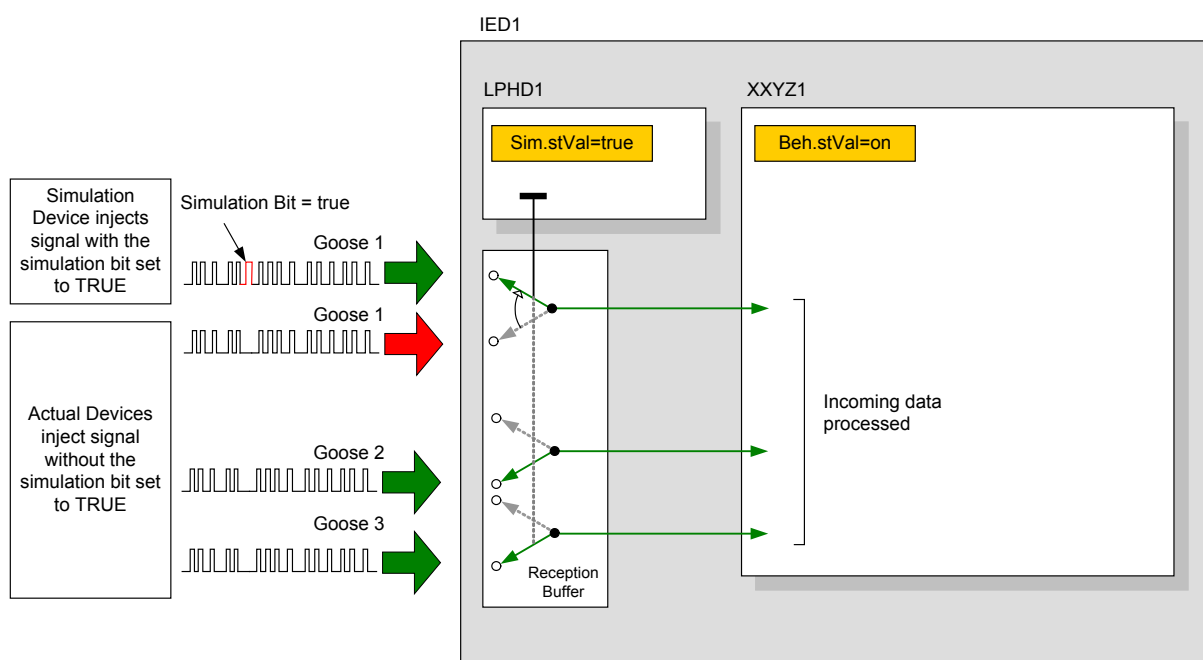 IED1
LPHD1
XXYZ1
Sim.stVal=true
Beh.stVal=on
Simulation
Device injects
signal with the
simulation bit set
to TRUE
Simulation Bit = true
Goose 1
Goose 1
Actual Devices
inject signal
without the
simulation bit set
to TRUE
Goose 2
Goose 3
Incoming data
processed
Reception
Buffer